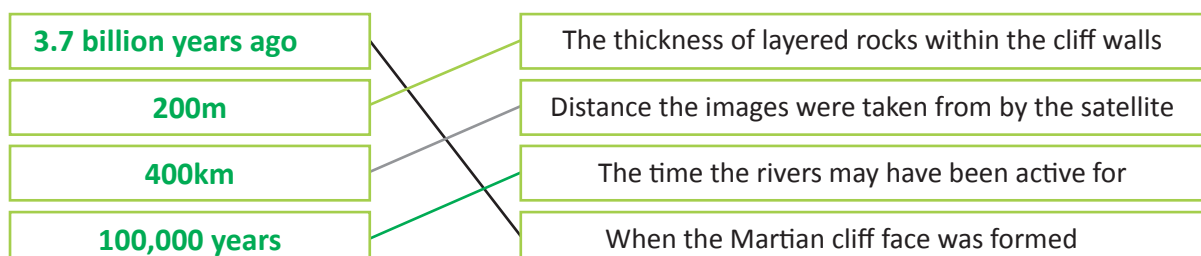 3.7 billion years ago
The thickness of layered rocks within the cliff walls
200m
Distance the images were taken from by the satellite
400km
The time the rivers may have been active for
100,000 years
When the Martian cliff face was formed